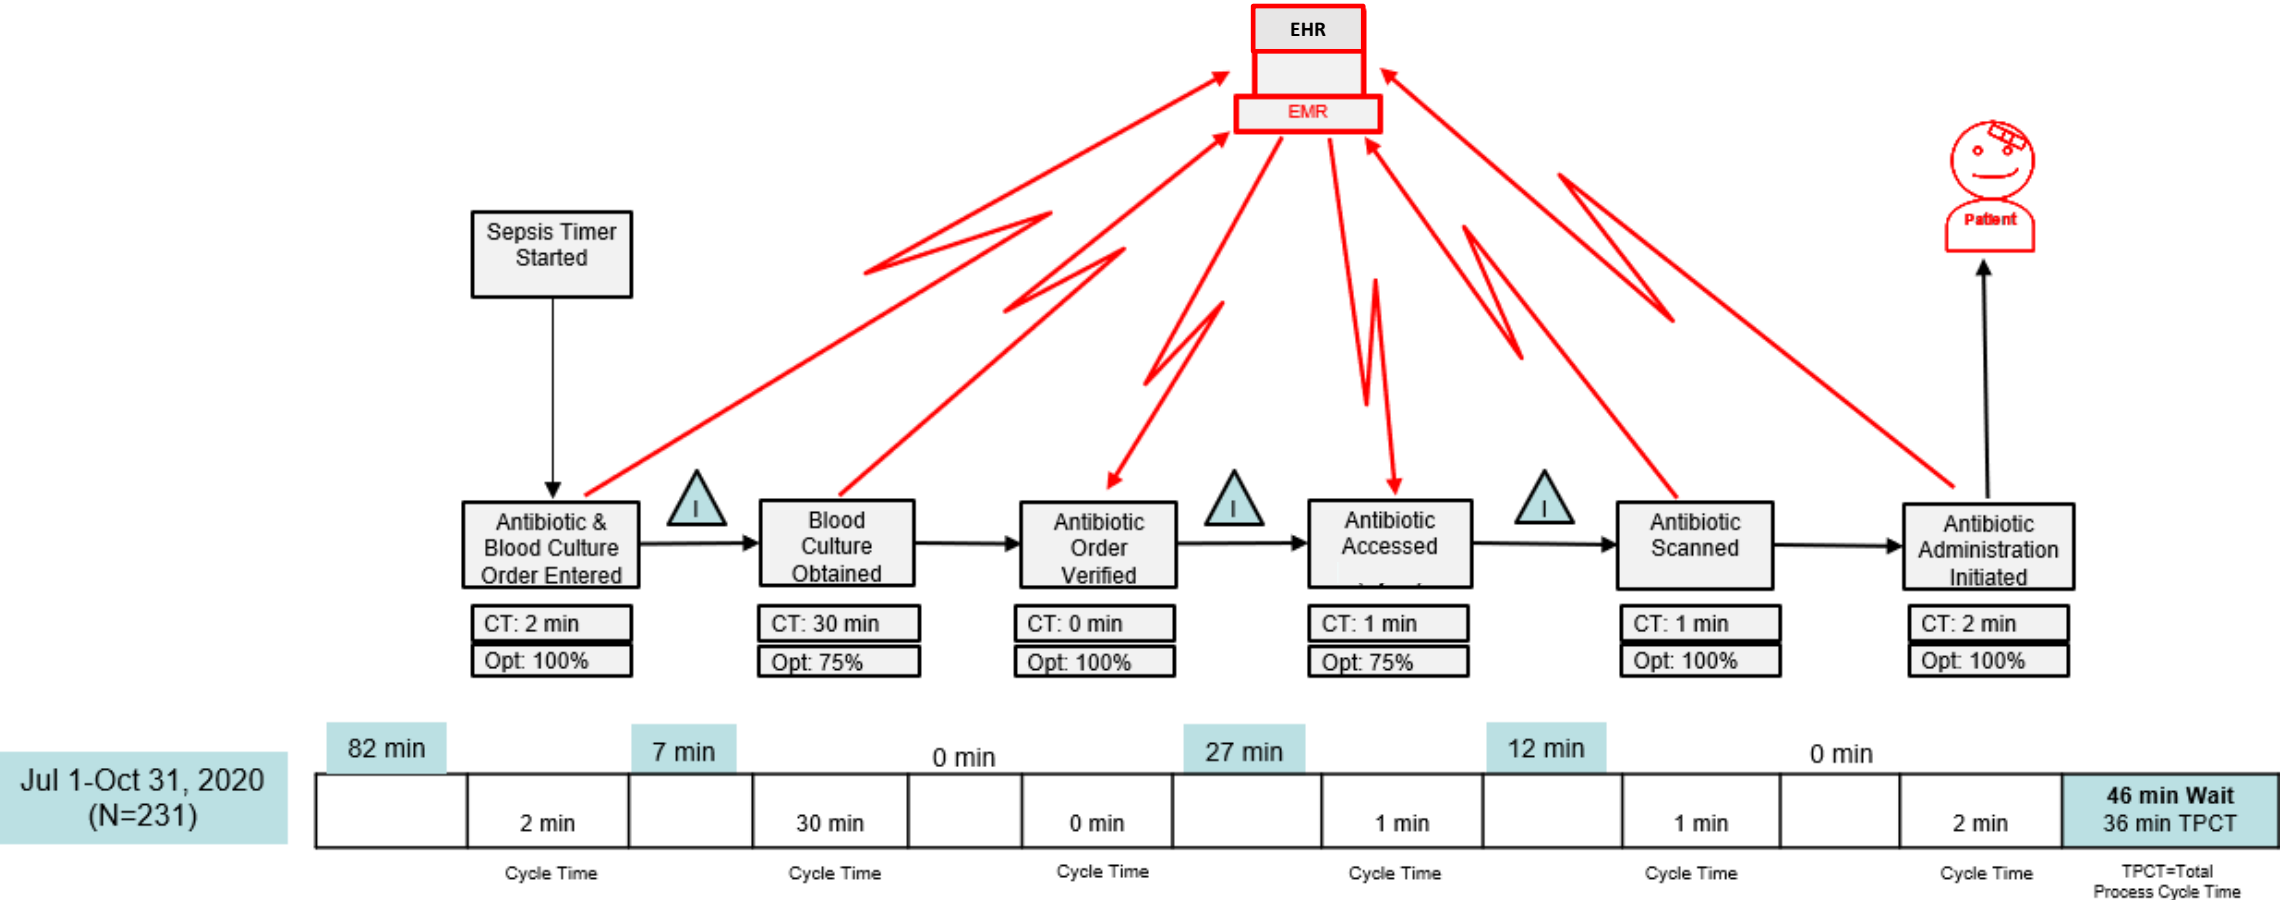 EHR
EMR
Patient
Sepsis Timer
Started
Antibiotic &
Blood Culture
Order Entered
I
Blood
Culture
Obtained
Antibiotic
Order
Verified
I
Antibiotic
Accessed
I
Antibiotic
Scanned
Antibiotic
Administration
Initiated
CT: 2 min
Opt: 100%
CT: 30 min
Opt: 75%
CT: 0 min
Opt: 100%
CT: 1 min
Opt: 75%
CT: 1 min
Opt: 100%
CT: 2 min
Opt: 100%
Jul 1-Oct 31, 2020
(N=231)
82 min
7 min
0 min
27 min
12 min
0 min
2 min
30 min
0 min
1 min
1 min
2 min
46 min Wait
36 min TPCT
Cycle Time
Cycle Time
Cycle Time
Cycle Time
Cycle Time
Cycle Time
TPCT=Total
Process Cycle Time